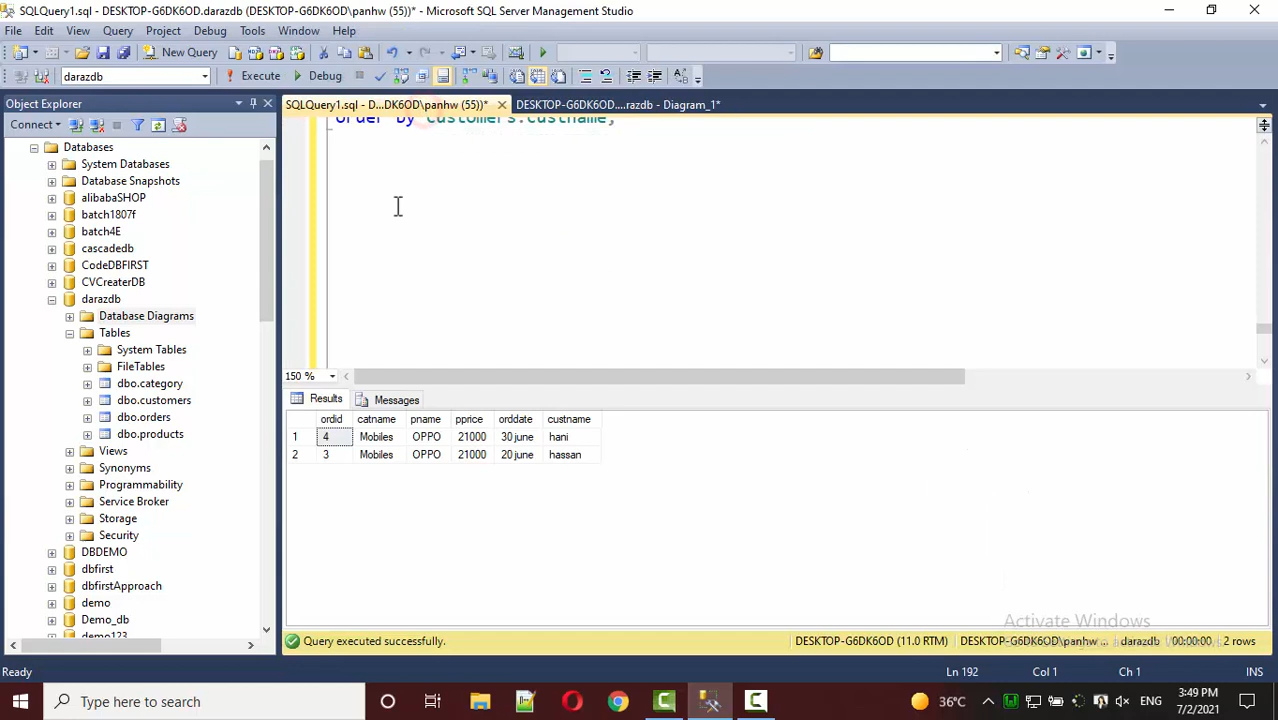 SQLQuery1.sql - DESKTOP-G6DK6OD.darazdb (DESKTOP-G6DK6OD\panhw (55))* - Microsoft SQL Server Management Studio
File Edit View Query Project Debug Tools Window Help
New Query
darazdb Execute Debug
Object Explorer
SQLQuery1.sql - D...DK6OD\panhw (55))* DESKTOP-G6DK6OD....razdb - Diagram_1*
Connect
order by Customers.custname;
Databases
System Databases
Database Snapshots
alibabaSHOP
batch1807f
batch4E
cascadedb
CodeDBFIRST
CVCreaterDB
darazdb
Database Diagrams
Tables
System Tables
FileTables
dbo.category
dbo.customers
dbo.orders
dbo.products
Views
Synonyms
Programmability
Service Broker
Storage
Security
DBDEMO
dbfirst
dbfirstApproach
demo
Demo_db
demo123
150 %
Results Messages
ordid catname pname pprice orddate custname
1 4 Mobiles OPPO 21000 30 june hani
2 3 Mobiles OPPO 21000 20 june hassan
Activate Windows
Query executed successfully. DESKTOP-G6DK6OD (11.0 RTM) DESKTOP-G6DK6OD\panhw ... darazdb 00:00:00 2 rows
Ready Ln 192 Col 1 Ch 1 INS
Type here to search 36°C ENG 3:49 PM
7/2/2021